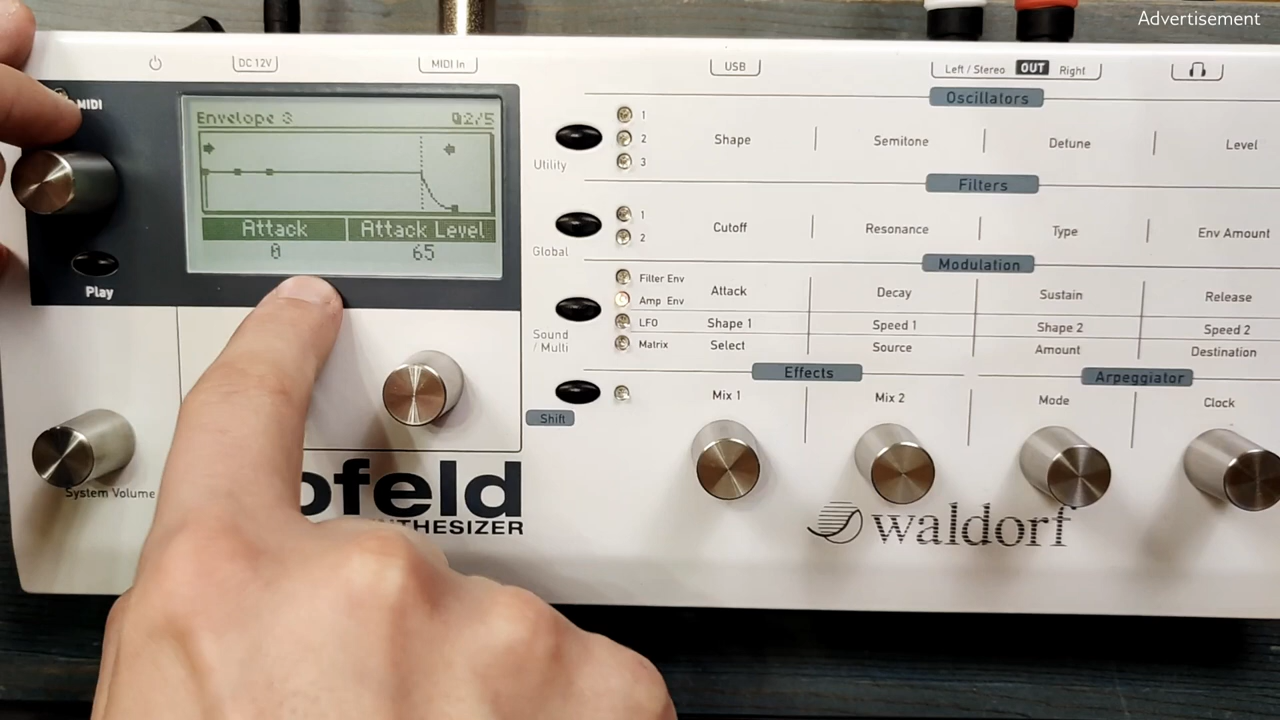 Advertisement
DC 12V
MIDI In
USB
Left / Stereo OUT Right
MIDI
Envelope 3 02/5
Attack Attack Level
0 65
Play
System Volume
ofeld
NTHESIZER
Utility
Global
Sound
/ Multi
Shift
Oscillators
1
2
3
Shape Semitone Detune Level
Filters
1
2
Cutoff Resonance Type Env Amount
Modulation
Filter Env
Amp Env
LFO
Matrix
Attack Decay Sustain Release
Shape 1 Speed 1 Shape 2 Speed 2
Select Source Amount Destination
Effects Arpeggiator
Mix 1 Mix 2 Mode Clock
waldorf